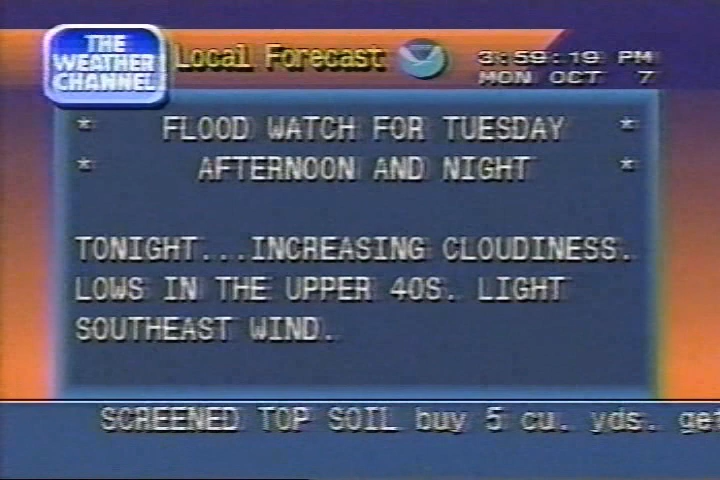 THE
WEATHER
CHANNEL
Local Forecast
3:59:19 PM
MON OCT 7
* FLOOD WATCH FOR TUESDAY *
* AFTERNOON AND NIGHT *
TONIGHT...INCREASING CLOUDINESS.
LOWS IN THE UPPER 40S. LIGHT
SOUTHEAST WIND.
SCREENED TOP SOIL buy 5 cu. yds. ge